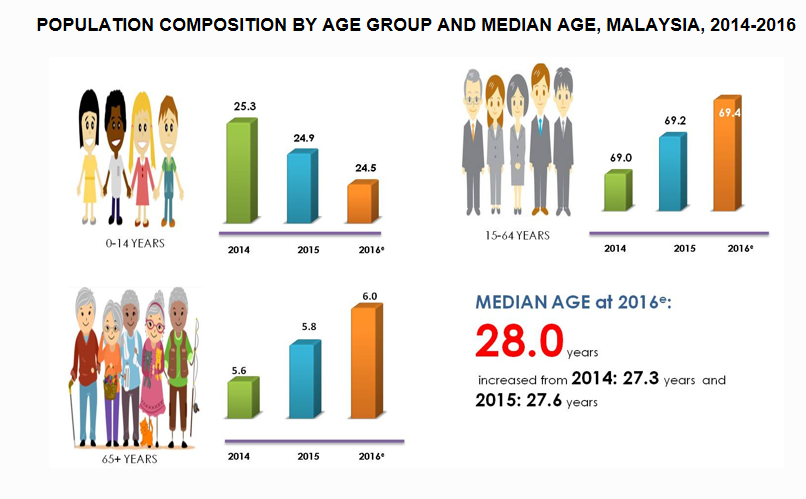 POPULATION COMPOSITION BY AGE GROUP AND MEDIAN AGE, MALAYSIA, 2014-2016
25.3
24.9
24.5
2014 2015 2016ᵉ
0-14 YEARS
69.0
69.2
69.4
2014 2015 2016ᵉ
15-64 YEARS
5.6
5.8
6.0
2014 2015 2016ᵉ
65+ YEARS
MEDIAN AGE at 2016ᵉ:
28.0 years
increased from 2014: 27.3 years and
2015: 27.6 years